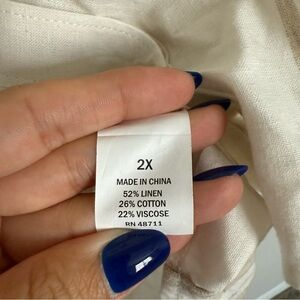 2X
MADE IN CHINA
52% LINEN
26% COTTON
22% VISCOSE
RN 48711